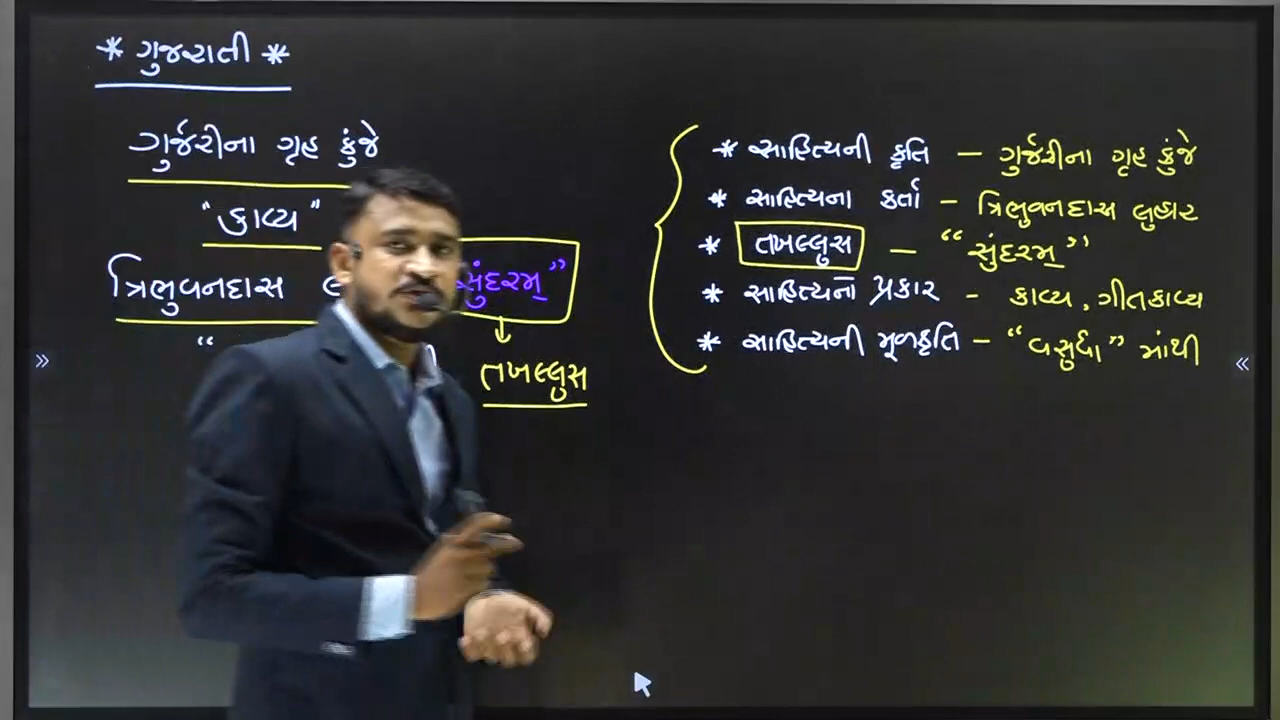 * ગુજરાતી *
ગુર્જરીના ગૃહ કુંજે
"કાવ્ય"
ત્રિભુવનદાસ
સુંદરમ્"
તખલ્લુસ
* સાહિત્યની કૃતિ – ગુર્જરીના ગૃહ કુંજે
* સાહિત્યના કર્તા – ત્રિભુવનદાસ લુહાર
* તખલ્લુસ – "સુંદરમ્"
* સાહિત્યનો પ્રકાર - કાવ્ય, ગીતકાવ્ય
* સાહિત્યની મૂળકૃતિ – "વસુર્ધા" માંથી